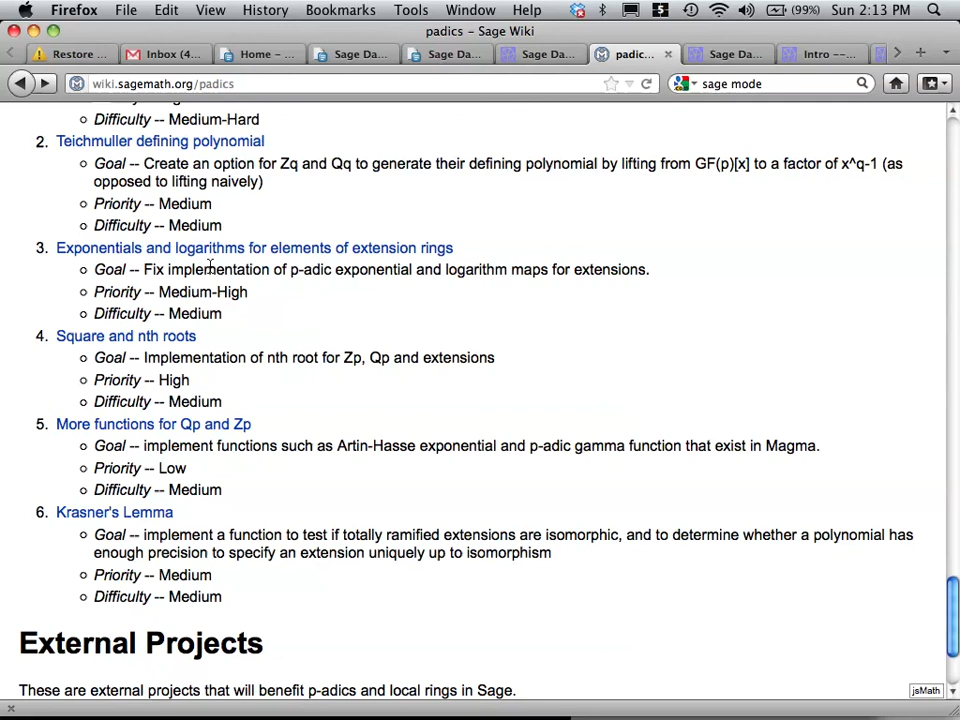 Firefox File Edit View History Bookmarks Tools Window Help (99%) Sun 2:13 PM
padics – Sage Wiki
Restore ... Inbox (4... Home – ... Sage Da... Sage Da... Sage Da... padic... Sage Da... Intro --...
wiki.sagemath.org/padics sage mode
Difficulty -- Medium-Hard
2. Teichmuller defining polynomial
Goal -- Create an option for Zq and Qq to generate their defining polynomial by lifting from GF(p)[x] to a factor of x^q-1 (as
opposed to lifting naively)
Priority -- Medium
Difficulty -- Medium
3. Exponentials and logarithms for elements of extension rings
Goal -- Fix implementation of p-adic exponential and logarithm maps for extensions.
Priority -- Medium-High
Difficulty -- Medium
4. Square and nth roots
Goal -- Implementation of nth root for Zp, Qp and extensions
Priority -- High
Difficulty -- Medium
5. More functions for Qp and Zp
Goal -- implement functions such as Artin-Hasse exponential and p-adic gamma function that exist in Magma.
Priority -- Low
Difficulty -- Medium
6. Krasner's Lemma
Goal -- implement a function to test if totally ramified extensions are isomorphic, and to determine whether a polynomial has
enough precision to specify an extension uniquely up to isomorphism
Priority -- Medium
Difficulty -- Medium
External Projects
These are external projects that will benefit p-adics and local rings in Sage.
jsMath